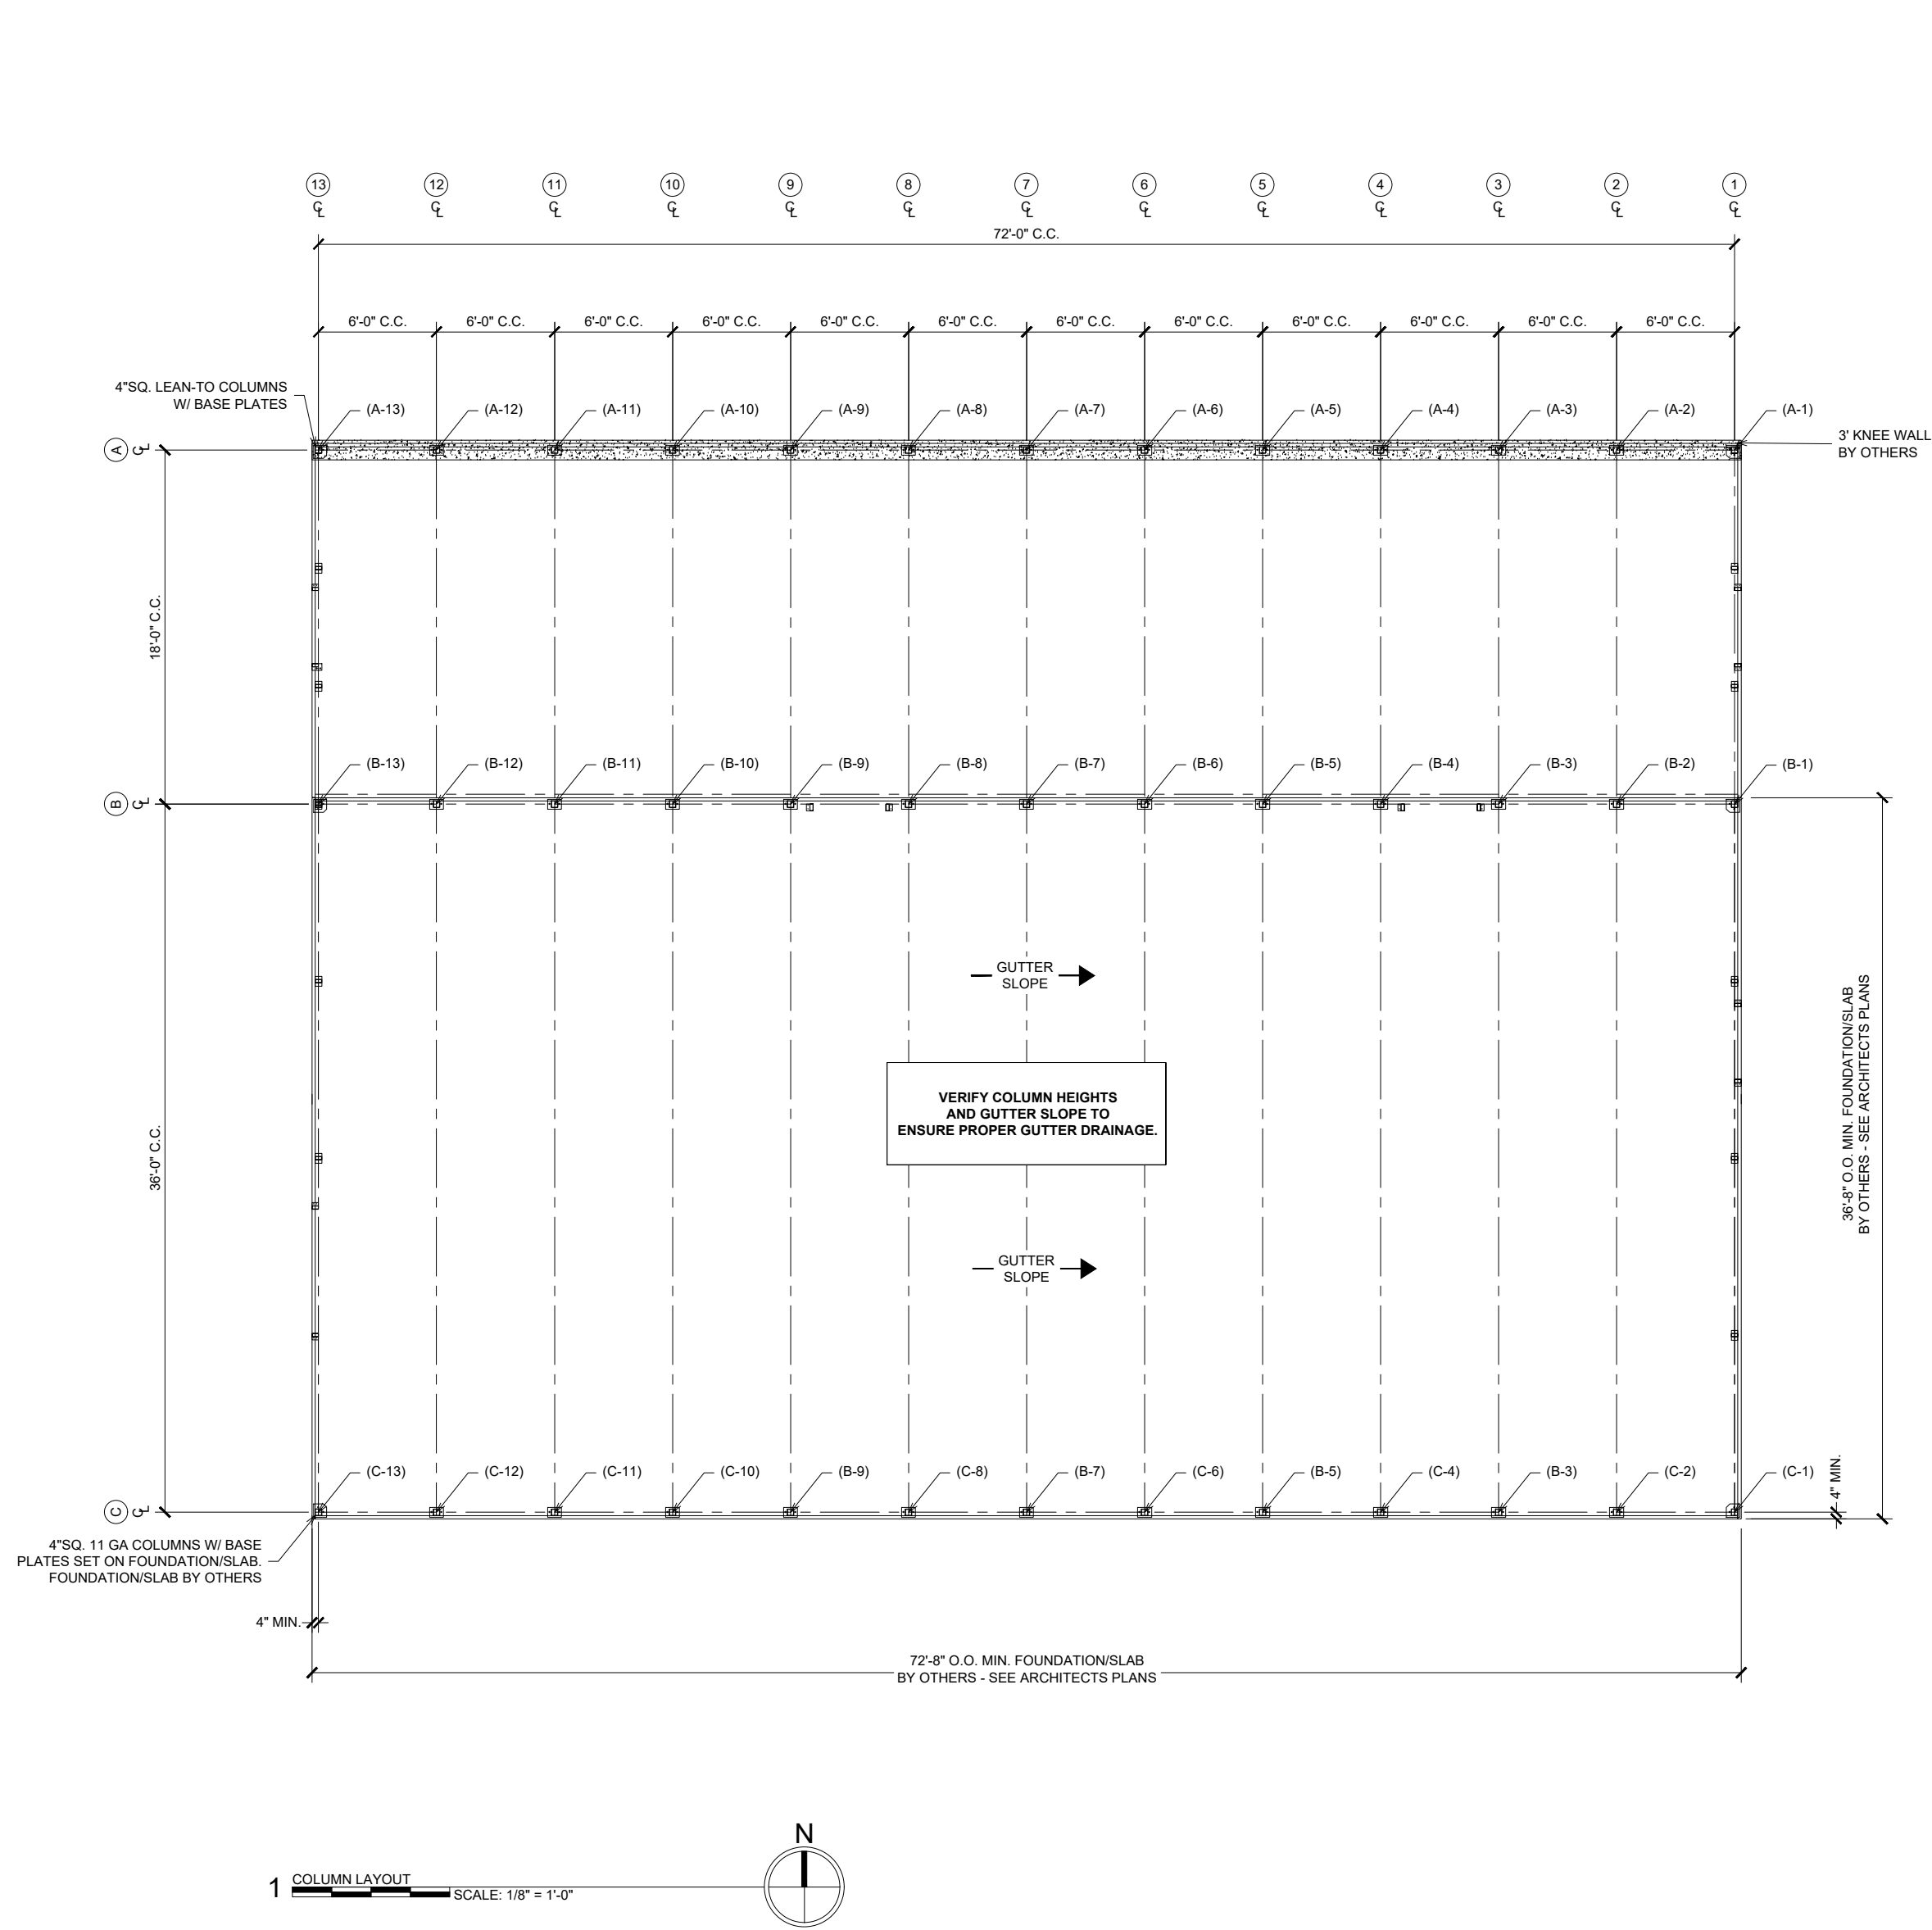 13 12 11 10 9 8 7 6 5 4 3 2 1
℄ ℄ ℄ ℄ ℄ ℄ ℄ ℄ ℄ ℄ ℄ ℄ ℄
72'-0" C.C.
6'-0" C.C. 6'-0" C.C. 6'-0" C.C. 6'-0" C.C. 6'-0" C.C. 6'-0" C.C. 6'-0" C.C. 6'-0" C.C. 6'-0" C.C. 6'-0" C.C. 6'-0" C.C. 6'-0" C.C.
4"SQ. LEAN-TO COLUMNS
W/ BASE PLATES
(A-13) (A-12) (A-11) (A-10) (A-9) (A-8) (A-7) (A-6) (A-5) (A-4) (A-3) (A-2) (A-1)
3' KNEE WALL
BY OTHERS
A ℄
18'-0" C.C.
(B-13) (B-12) (B-11) (B-10) (B-9) (B-8) (B-7) (B-6) (B-5) (B-4) (B-3) (B-2) (B-1)
B ℄
GUTTER
SLOPE
VERIFY COLUMN HEIGHTS
AND GUTTER SLOPE TO
ENSURE PROPER GUTTER DRAINAGE.
36'-0" C.C.
36'-8" O.O. MIN. FOUNDATION/SLAB
BY OTHERS - SEE ARCHITECTS PLANS
GUTTER
SLOPE
(C-13) (C-12) (C-11) (C-10) (B-9) (C-8) (B-7) (C-6) (B-5) (C-4) (B-3) (C-2) (C-1)
4" MIN.
C ℄
4"SQ. 11 GA COLUMNS W/ BASE
PLATES SET ON FOUNDATION/SLAB.
FOUNDATION/SLAB BY OTHERS
4" MIN.
72'-8" O.O. MIN. FOUNDATION/SLAB
BY OTHERS - SEE ARCHITECTS PLANS
N
1 COLUMN LAYOUT
SCALE: 1/8" = 1'-0"